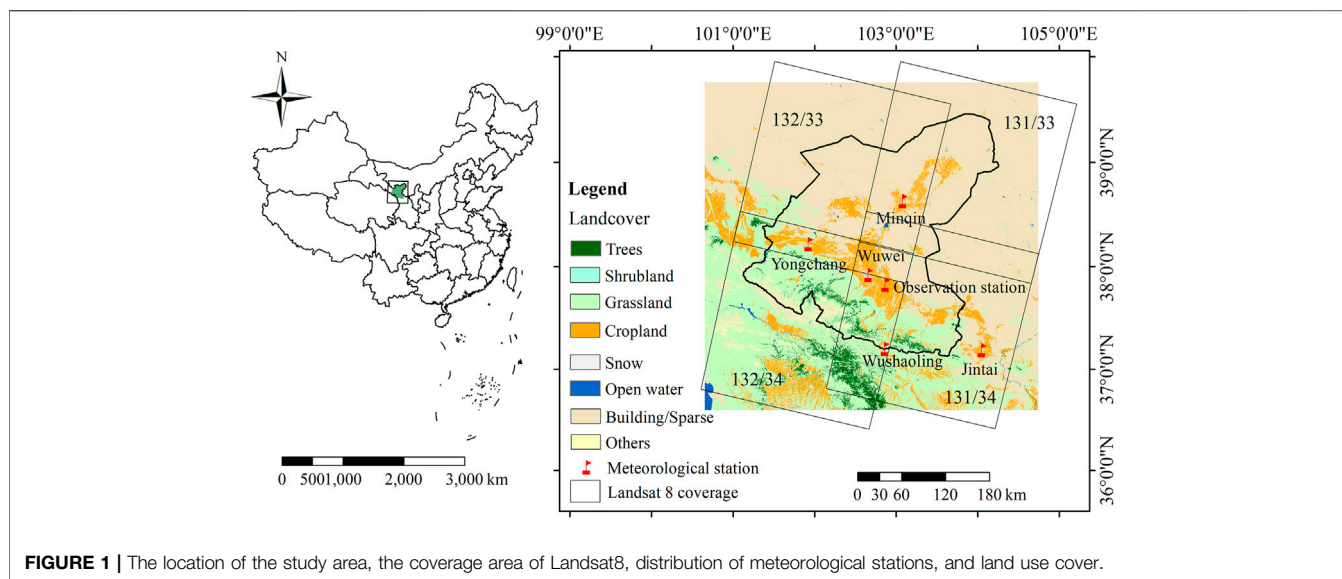 99°0'0"E 101°0'0"E 103°0'0"E 105°0'0"E
N
132/33
131/33
39°0'0"N
Legend
Landcover
Trees
Shrubland
Grassland
Cropland
Snow
Open water
Building/Sparse
Others
Meteorological station
Landsat 8 coverage
Minqin
Yongchang
Wuwei
Observation station
38°0'0"N
Wushaoling
Jintai
37°0'0"N
132/34
131/34
36°0'0"N
0 5001,000 2,000 3,000 km
0 30 60 120 180 km
FIGURE 1 | The location of the study area, the coverage area of Landsat8, distribution of meteorological stations, and land use cover.